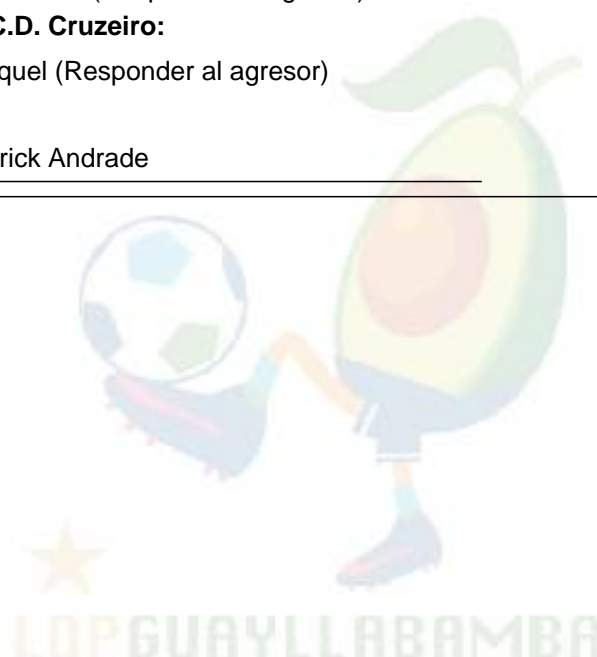 C.D. Cruzeiro:
quel (Responder al agresor)
rick Andrade
LDPGUAYLLABAMBA